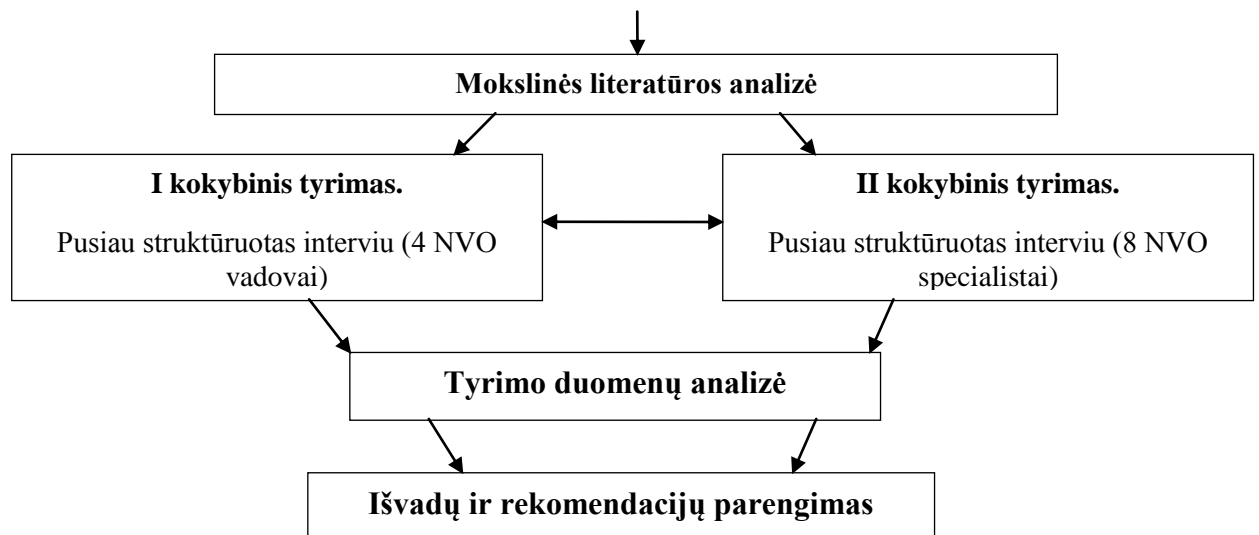 Mokslinės literatūros analizė
I kokybinis tyrimas.
Pusiau struktūruotas interviu (4 NVO
vadovai)
II kokybinis tyrimas.
Pusiau struktūruotas interviu (8 NVO
specialistai)
Tyrimo duomenų analizė
Išvadų ir rekomendacijų parengimas